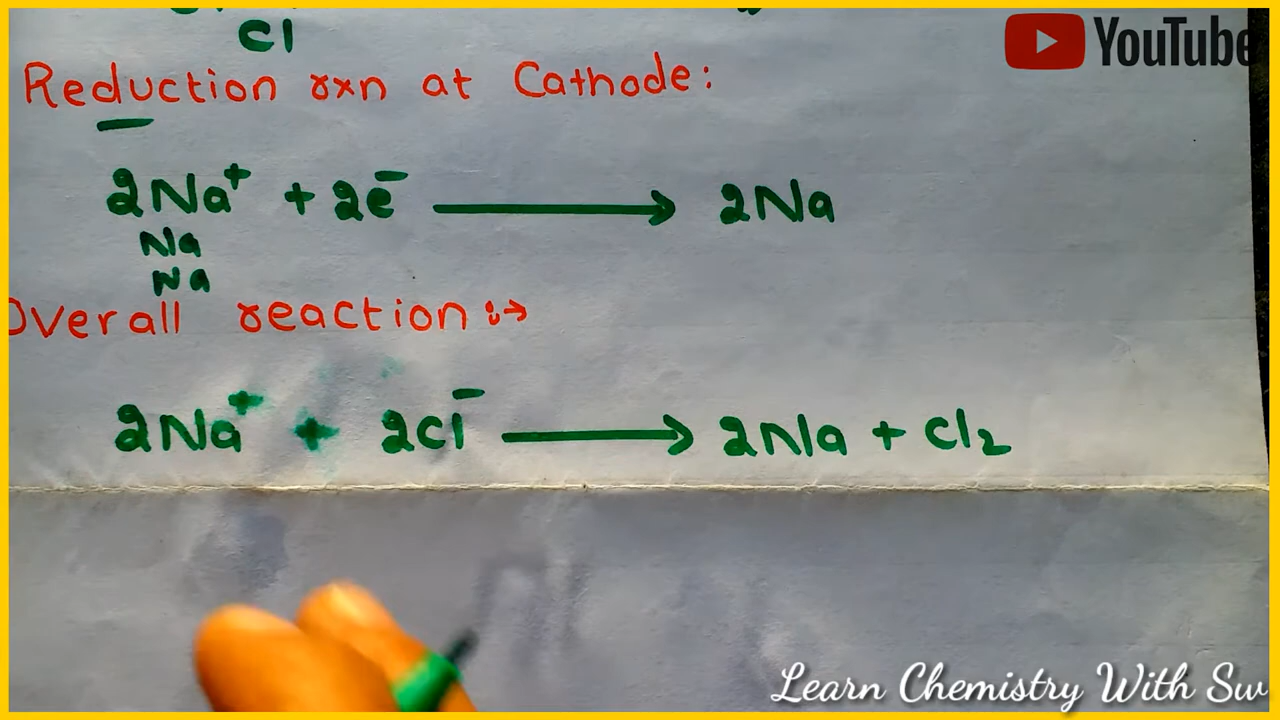 Cl
YouTube
Reduction rxn at Cathode:
2Na⁺ + 2e⁻ ⟶ 2Na
Na
Na
Overall reaction :→
2Na⁺ + 2Cl⁻ ⟶ 2Na + Cl₂
Learn Chemistry With Sw